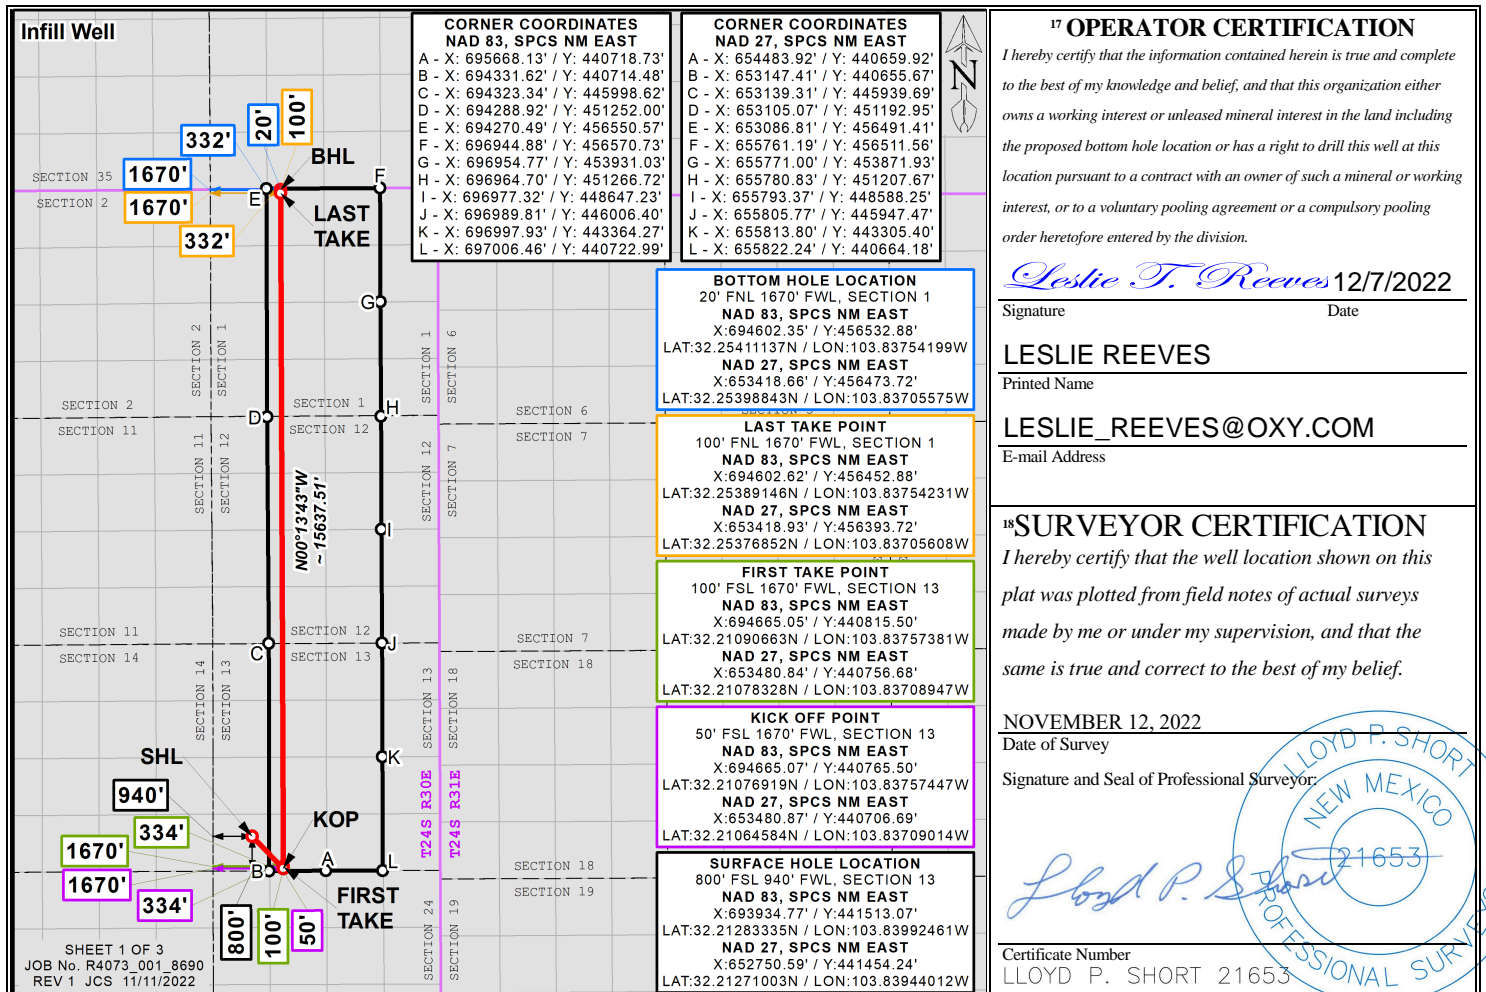 Infill Well
CORNER COORDINATES
NAD 83, SPCS NM EAST
A - X: 695668.13' / Y: 440718.73'
B - X: 694331.62' / Y: 440714.48'
C - X: 694323.34' / Y: 445998.62'
D - X: 694288.92' / Y: 451252.00'
E - X: 694270.49' / Y: 456550.57'
F - X: 696944.88' / Y: 456570.73'
G - X: 696954.77' / Y: 453931.03'
H - X: 696964.70' / Y: 451266.72'
I - X: 696977.32' / Y: 448647.23'
J - X: 696989.81' / Y: 446006.40'
K - X: 696997.93' / Y: 443364.27'
L - X: 697006.46' / Y: 440722.99'
CORNER COORDINATES
NAD 27, SPCS NM EAST
A - X: 654483.92' / Y: 440659.92'
B - X: 653147.41' / Y: 440655.67'
C - X: 653139.31' / Y: 445939.69'
D - X: 653105.07' / Y: 451192.95'
E - X: 653086.81' / Y: 456491.41'
F - X: 655761.19' / Y: 456511.56'
G - X: 655771.00' / Y: 453871.93'
H - X: 655780.83' / Y: 451207.67'
I - X: 655793.37' / Y: 448588.25'
J - X: 655805.77' / Y: 445947.47'
K - X: 655813.80' / Y: 443305.40'
L - X: 655822.24' / Y: 440664.18'
N
332'
20'
100'
BHL
1670'
SECTION 35
SECTION 2
1670'
332'
E
F
LAST
TAKE
G
SECTION 2
SECTION 1
SECTION 1
SECTION 6
SECTION 2
SECTION 11
D
SECTION 1
SECTION 12
H
SECTION 6
SECTION 7
SECTION 11
SECTION 12
SECTION 12
SECTION 7
N00°13'43"W
~ 15637.51'
I
SECTION 11
SECTION 14
C
SECTION 12
SECTION 13
J
SECTION 7
SECTION 18
SECTION 14
SECTION 13
SECTION 13
SECTION 18
K
SHL
T24S R30E
T24S R31E
940'
334'
1670'
1670'
334'
KOP
B
A
L
SECTION 18
SECTION 19
FIRST
TAKE
800'
100'
50'
SECTION 24
SECTION 19
SHEET 1 OF 3
JOB No. R4073_001_8690
REV 1 JCS 11/11/2022
BOTTOM HOLE LOCATION
20' FNL 1670' FWL, SECTION 1
NAD 83, SPCS NM EAST
X:694602.35' / Y:456532.88'
LAT:32.25411137N / LON:103.83754199W
NAD 27, SPCS NM EAST
X:653418.66' / Y:456473.72'
LAT:32.25398843N / LON:103.83705575W
LAST TAKE POINT
100' FNL 1670' FWL, SECTION 1
NAD 83, SPCS NM EAST
X:694602.62' / Y:456452.88'
LAT:32.25389146N / LON:103.83754231W
NAD 27, SPCS NM EAST
X:653418.93' / Y:456393.72'
LAT:32.25376852N / LON:103.83705608W
FIRST TAKE POINT
100' FSL 1670' FWL, SECTION 13
NAD 83, SPCS NM EAST
X:694665.05' / Y:440815.50'
LAT:32.21090663N / LON:103.83757381W
NAD 27, SPCS NM EAST
X:653480.84' / Y:440756.68'
LAT:32.21078328N / LON:103.83708947W
KICK OFF POINT
50' FSL 1670' FWL, SECTION 13
NAD 83, SPCS NM EAST
X:694665.07' / Y:440765.50'
LAT:32.21076919N / LON:103.83757447W
NAD 27, SPCS NM EAST
X:653480.87' / Y:440706.69'
LAT:32.21064584N / LON:103.83709014W
SURFACE HOLE LOCATION
800' FSL 940' FWL, SECTION 13
NAD 83, SPCS NM EAST
X:693934.77' / Y:441513.07'
LAT:32.21283335N / LON:103.83992461W
NAD 27, SPCS NM EAST
X:652750.59' / Y:441454.24'
LAT:32.21271003N / LON:103.83944012W
17 OPERATOR CERTIFICATION
I hereby certify that the information contained herein is true and complete
to the best of my knowledge and belief, and that this organization either
owns a working interest or unleased mineral interest in the land including
the proposed bottom hole location or has a right to drill this well at this
location pursuant to a contract with an owner of such a mineral or working
interest, or to a voluntary pooling agreement or a compulsory pooling
order heretofore entered by the division.
Leslie T. Reeves 12/7/2022
Signature Date
LESLIE REEVES
Printed Name
LESLIE_REEVES@OXY.COM
E-mail Address
18SURVEYOR CERTIFICATION
I hereby certify that the well location shown on this
plat was plotted from field notes of actual surveys
made by me or under my supervision, and that the
same is true and correct to the best of my belief.
NOVEMBER 12, 2022
Date of Survey
Signature and Seal of Professional Surveyor:
LLOYD P. SHORT
NEW MEXICO
21653
PROFESSIONAL SURVEY
Lloyd P. Short
Certificate Number
LLOYD P. SHORT 21653